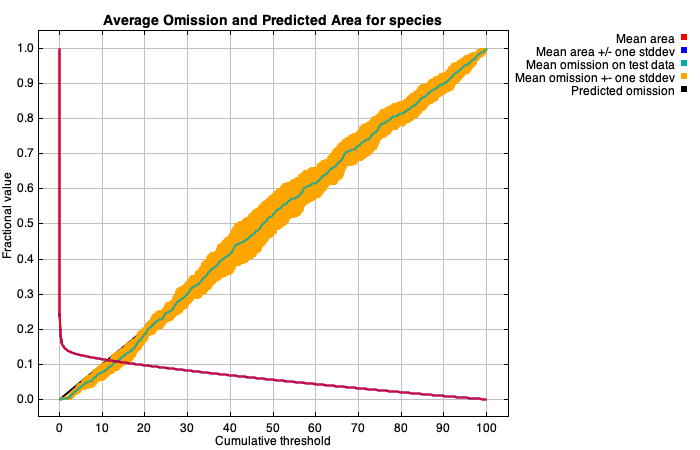 Average Omission and Predicted Area for species
Mean area
Mean area +/- one stddev
Mean omission on test data
Mean omission +- one stddev
Predicted omission
Fractional value
1.0
0.9
0.8
0.7
0.6
0.5
0.4
0.3
0.2
0.1
0.0
0 10 20 30 40 50 60 70 80 90 100
Cumulative threshold